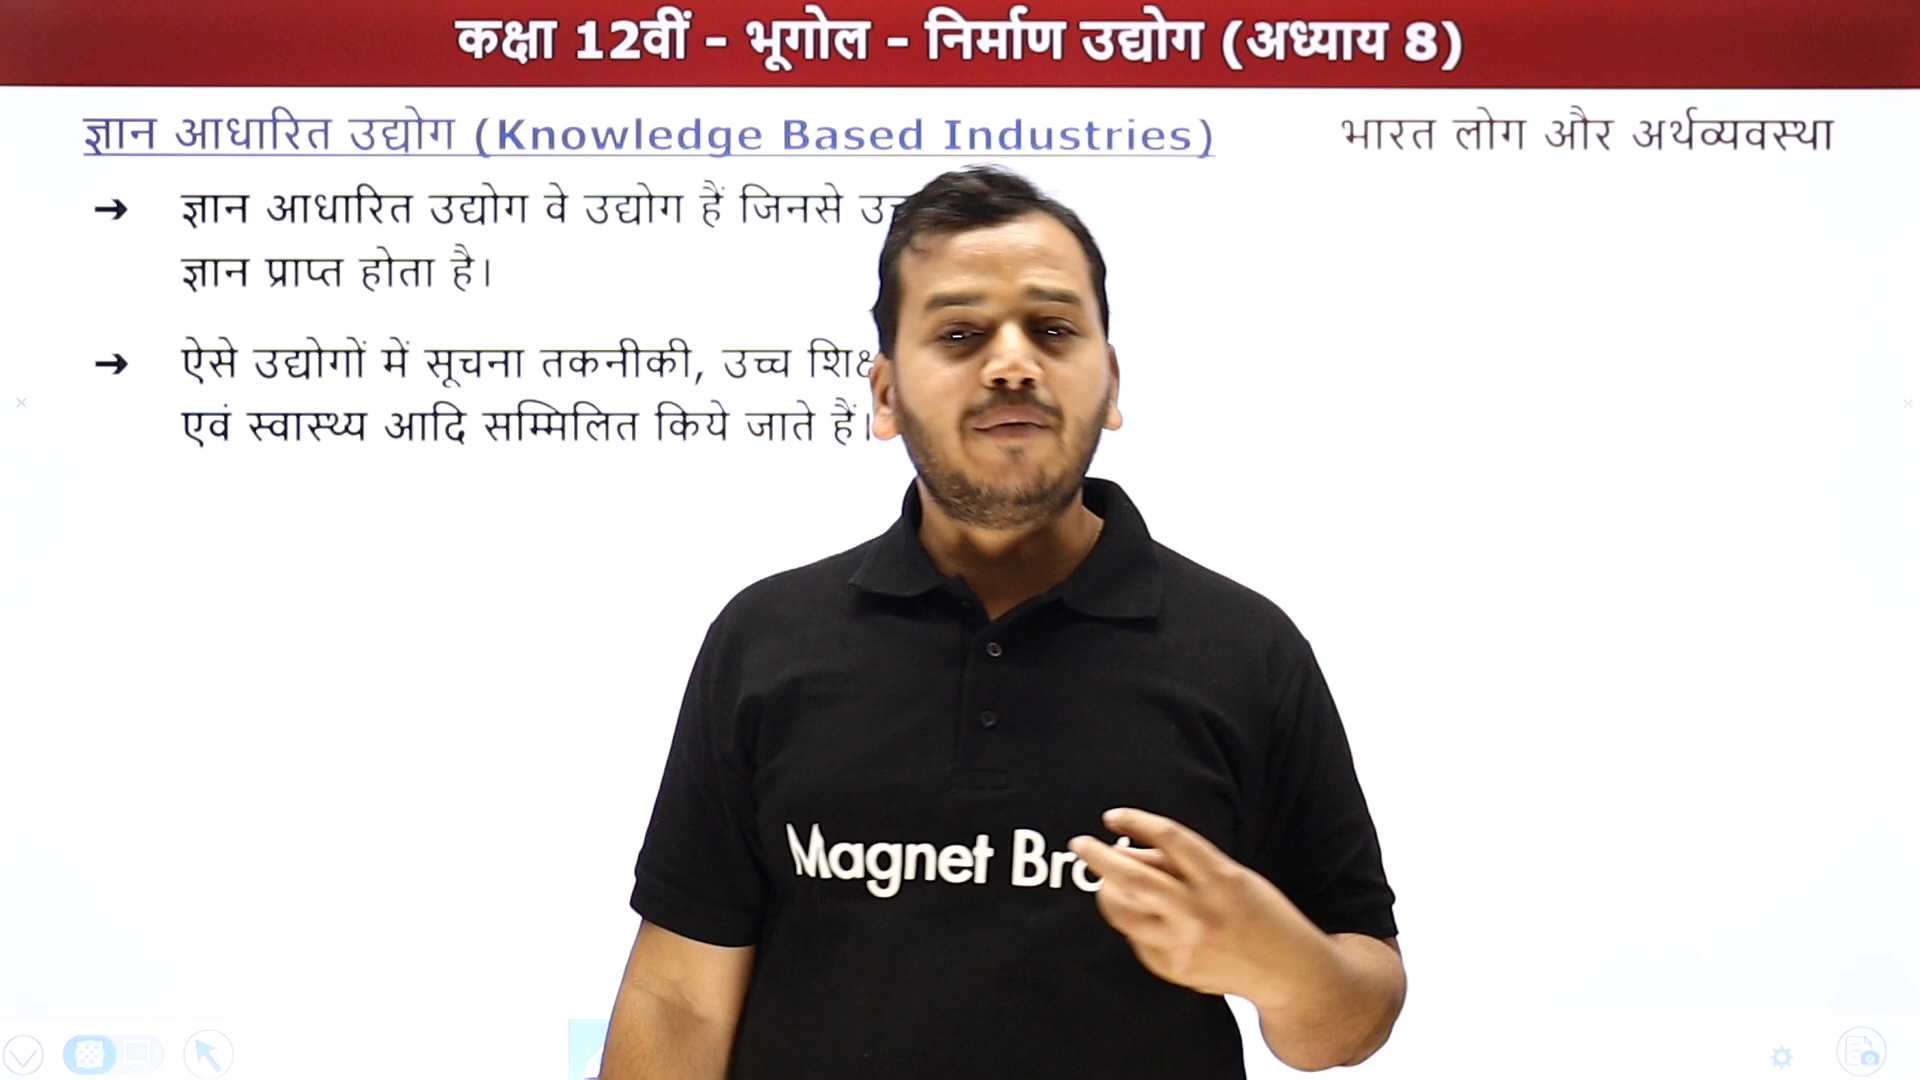 कक्षा 12वीं - भूगोल - निर्माण उद्योग (अध्याय 8)
ज्ञान आधारित उद्योग (Knowledge Based Industries)
भारत लोग और अर्थव्यवस्था
➔ ज्ञान आधारित उद्योग वे उद्योग हैं जिनसे
ज्ञान प्राप्त होता है।
➔ ऐसे उद्योगों में सूचना तकनीकी, उच्च
एवं स्वास्थ्य आदि सम्मिलित किये जाते हैं।
Magnet